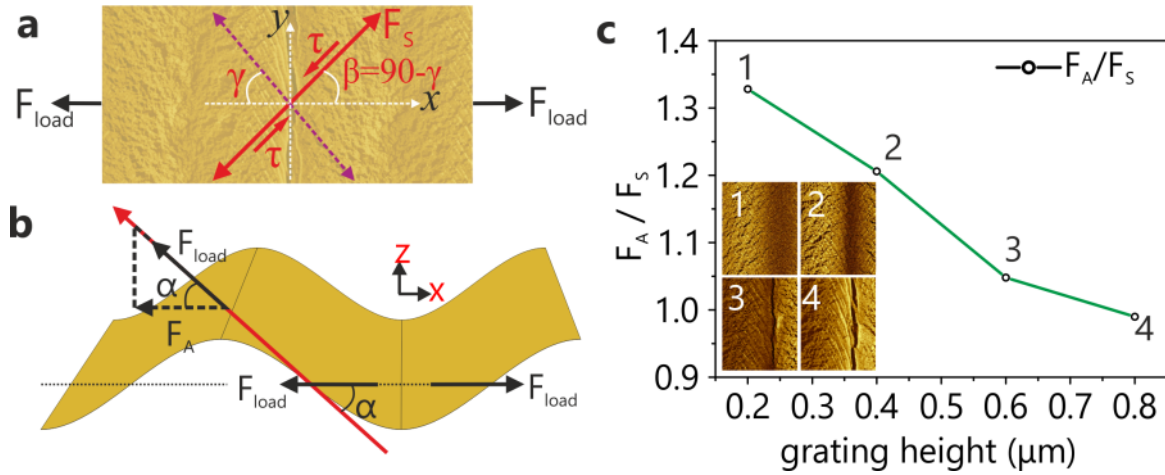 a
y
F_S
τ
γ
β=90-γ
x
F_load
F_load
τ
b
F_load
α
F_A
z
x
F_load
α
F_load
c
F_A/F_S
1.4
1.3
1.2
1.1
1.0
0.9
F_A / F_S
1
2
3
4
1
2
3
4
0.2 0.3 0.4 0.5 0.6 0.7 0.8
grating height (μm)